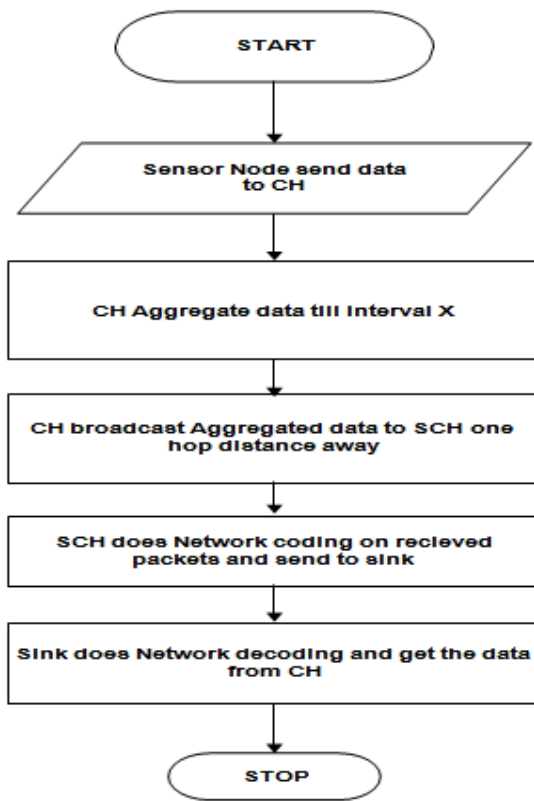 START
Sensor Node send data
to CH
CH Aggregate data till Interval X
CH broadcast Aggregated data to SCH one
hop distance away
SCH does Network coding on recieved
packets and send to sink
Sink does Network decoding and get the data
from CH
STOP